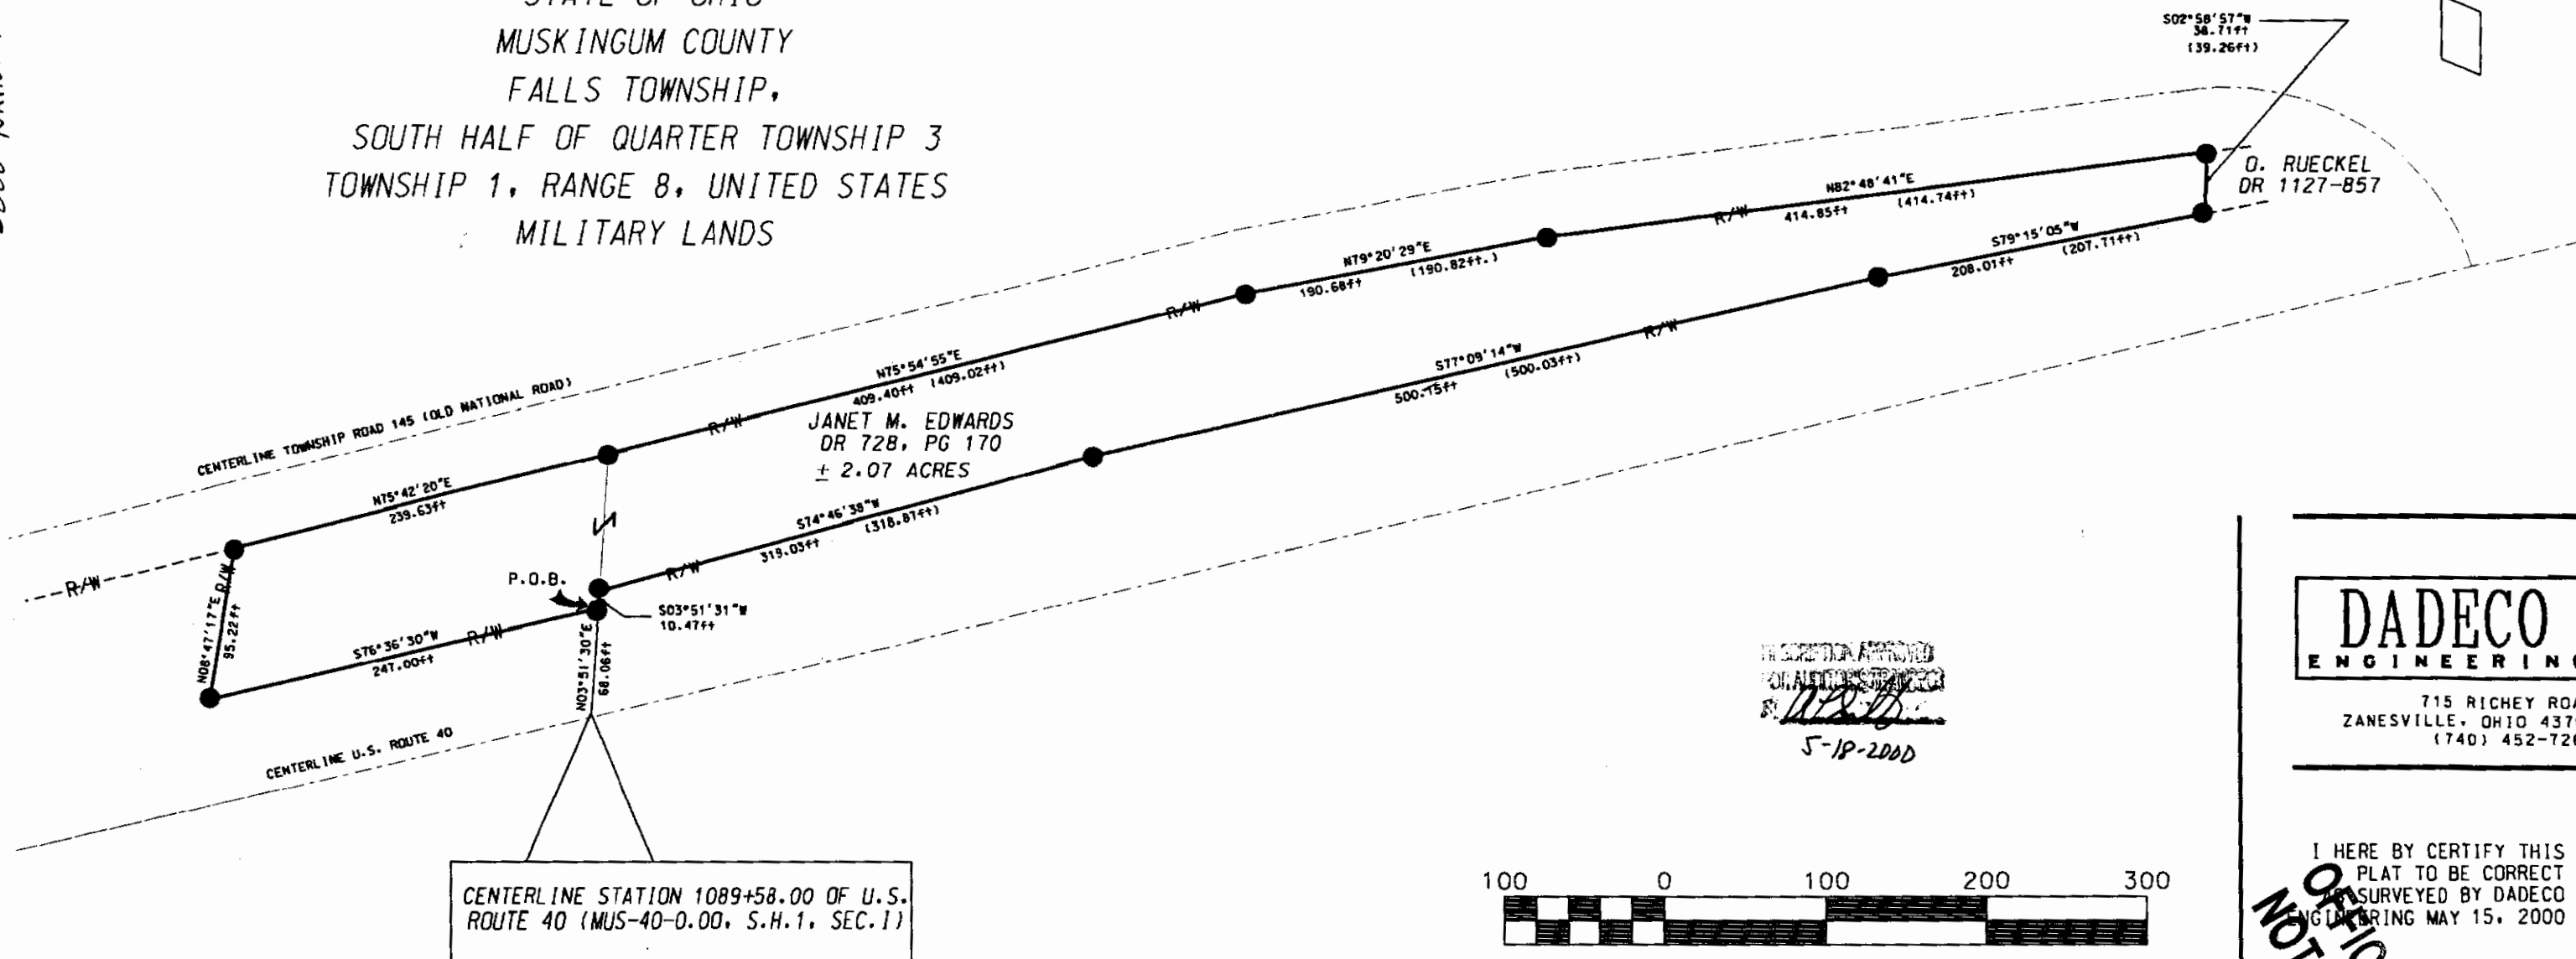 STATE OF OHIO
MUSKINGUM COUNTY
FALLS TOWNSHIP,
SOUTH HALF OF QUARTER TOWNSHIP 3
TOWNSHIP 1, RANGE 8, UNITED STATES
MILITARY LANDS
S02°58'57"W
38.71ft
(39.26ft)
O. RUECKEL
DR 1127-857
N82°48'41"E
R/W 414.85ft (414.74ft)
S79°15'05"W
208.01ft (207.71ft)
N79°20'29"E
190.68ft (190.82ft.)
R/W
R/W
S77°09'14"W
500.15ft (500.03ft)
N75°54'55"E
409.40ft (409.02ft)
R/W
CENTERLINE TOWNSHIP ROAD 145 (OLD NATIONAL ROAD)
JANET M. EDWARDS
DR 728, PG 170
± 2.07 ACRES
N75°42'20"E
239.63ft
S74°46'38"W
319.03ft (318.87ft)
R/W
R/W
P.O.B.
S03°51'31"W
10.47ft
N08°47'17"E R/W
95.22ft
S76°36'30"W R/W
247.00ft
N03°51'30"E
68.06ft
CENTERLINE U.S. ROUTE 40
CENTERLINE STATION 1089+58.00 OF U.S.
ROUTE 40 (MUS-40-0.00, S.H.1, SEC.I)
5-18-2000
100 0 100 200 300
DADECO
ENGINEERING
715 RICHEY ROA
ZANESVILLE, OHIO 437
(740) 452-72
I HERE BY CERTIFY THIS
PLAT TO BE CORRECT
AS SURVEYED BY DADECO
ENGINEERING MAY 15, 2000
NOT